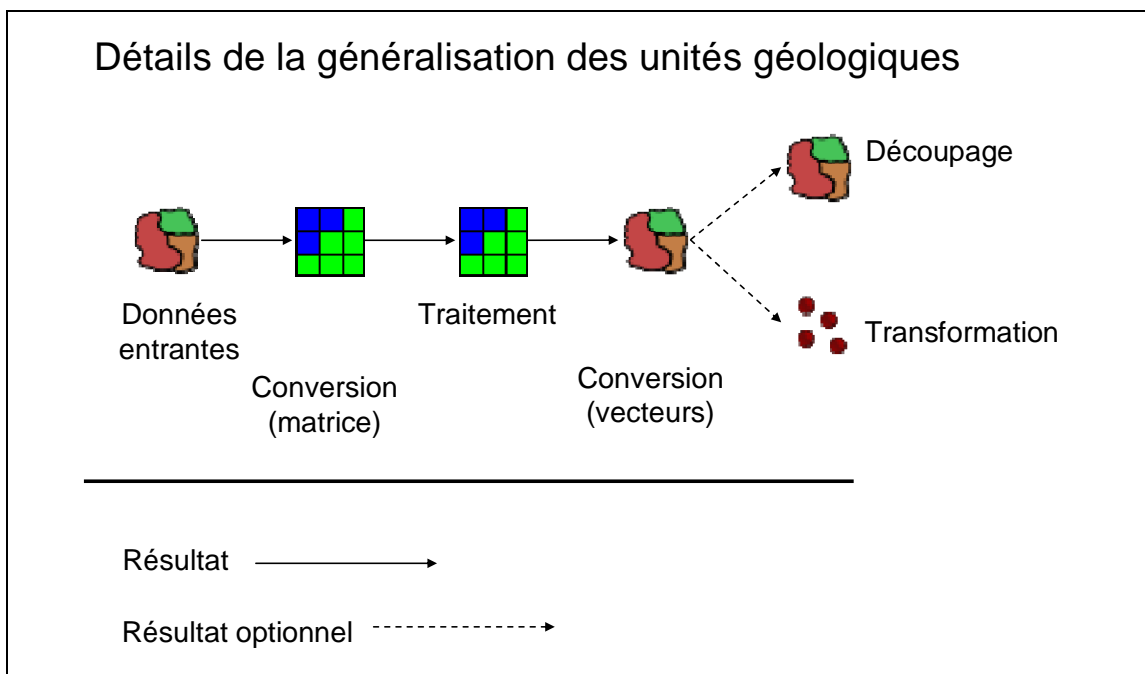 Détails de la généralisation des unités géologiques
Découpage
Données
entrantes
Traitement
Transformation
Conversion
(matrice)
Conversion
(vecteurs)
Résultat
Résultat optionnel